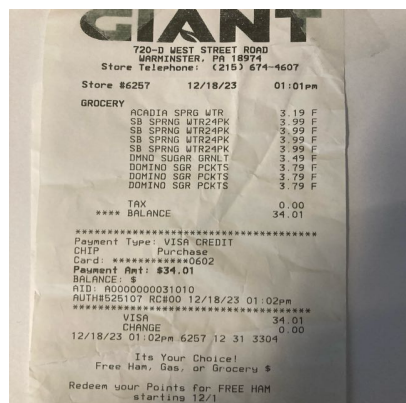 GIANT
720-D WEST STREET ROAD
WARMINSTER, PA 18974
Store Telephone: (215) 674-4607
Store #6257 12/18/23 01:01pm
GROCERY
ACADIA SPRG WTR 3.19 F
SB SPRNG WTR24PK 3.99 F
SB SPRNG WTR24PK 3.99 F
SB SPRNG WTR24PK 3.99 F
SB SPRNG WTR24PK 3.99 F
DMNO SUGAR GRNLT 3.49 F
DOMINO SGR PCKTS 3.79 F
DOMINO SGR PCKTS 3.79 F
DOMINO SGR PCKTS 3.79 F
TAX 0.00
**** BALANCE 34.01
****************************************
Payment Type: VISA CREDIT
CHIP Purchase
Card: ************0602
Payment Amt: $34.01
BALANCE: $
AID: A0000000031010
AUTH#525107 RC#00 12/18/23 01:02pm
****************************************
VISA 34.01
CHANGE 0.00
12/18/23 01:02pm 6257 12 31 3304
Its Your Choice!
Free Ham, Gas, or Grocery $
Redeem your Points for FREE HAM
starting 12/1